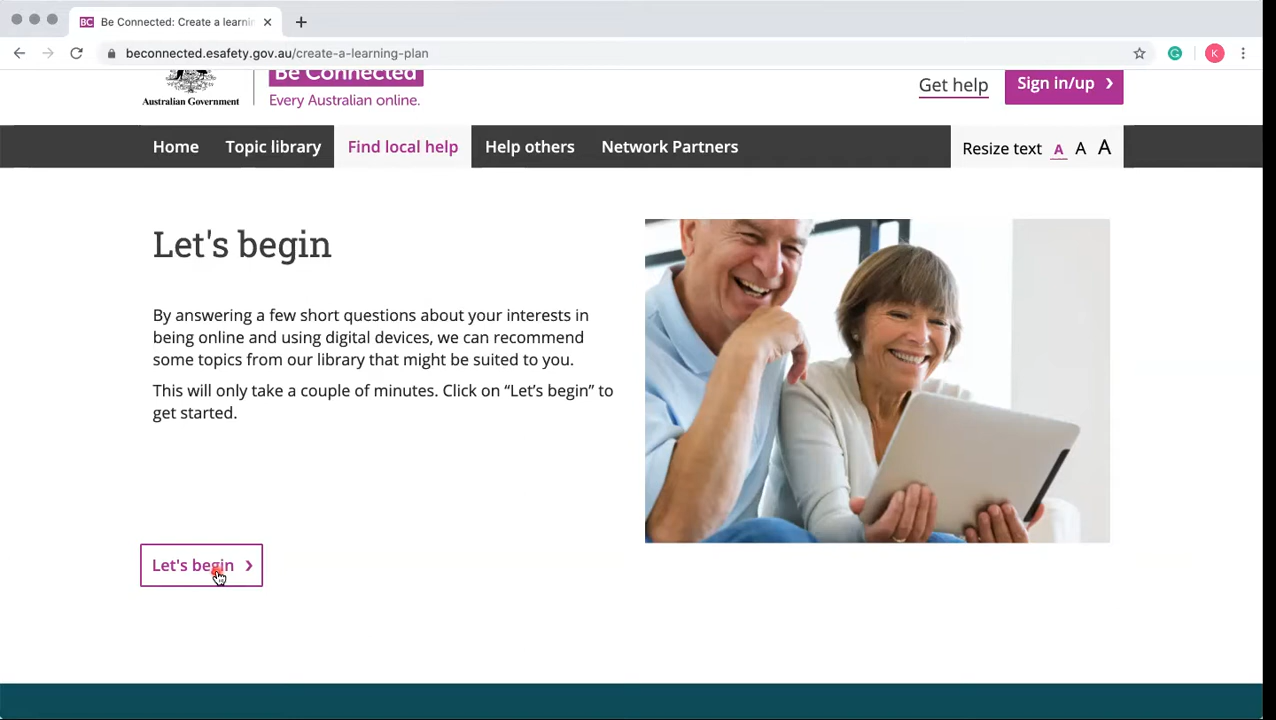 BC Be Connected: Create a learnin
beconnected.esafety.gov.au/create-a-learning-plan
K
Australian Government
Be Connected
Every Australian online.
Get help
Sign in/up
Home
Topic library
Find local help
Help others
Network Partners
Resize text A A A
Let's begin
By answering a few short questions about your interests in
being online and using digital devices, we can recommend
some topics from our library that might be suited to you.
This will only take a couple of minutes. Click on “Let’s begin” to
get started.
Let's begin